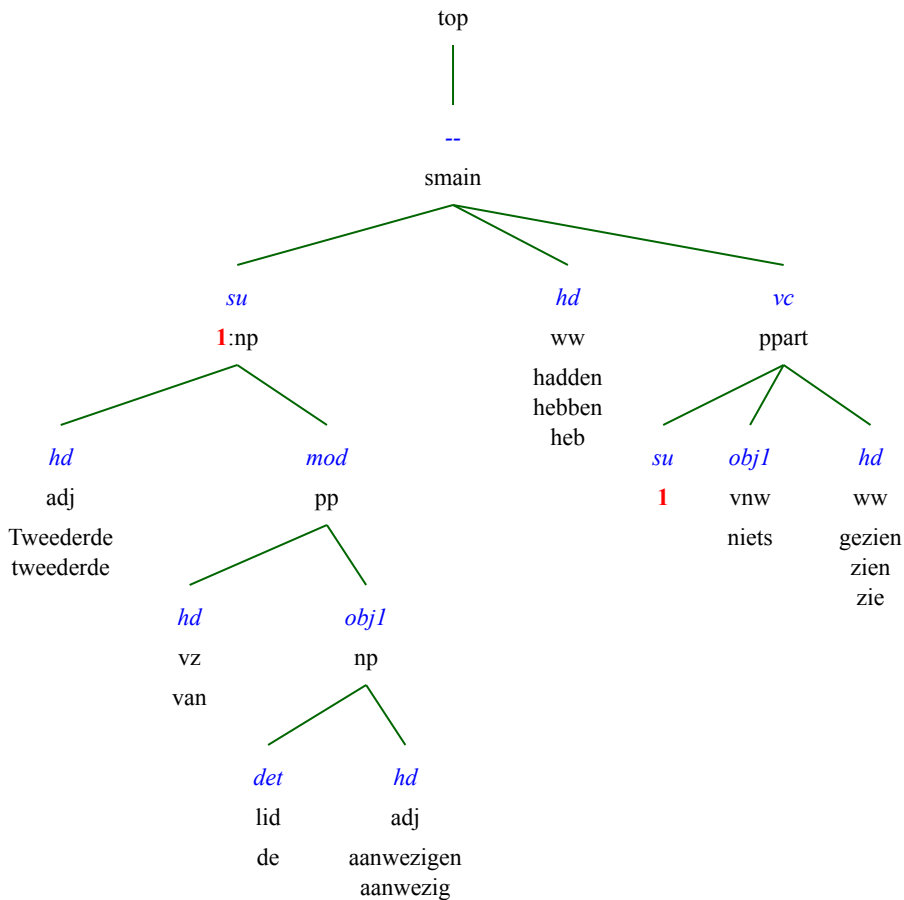 top
--
smain
su hd vc
1:np ww ppart
hadden
hebben
heb
hd mod su obj1 hd
adj pp 1 vnw ww
Tweederde niets gezien
tweederde zien
zie
hd obj1
vz np
van
det hd
lid adj
de aanwezigen
aanwezig